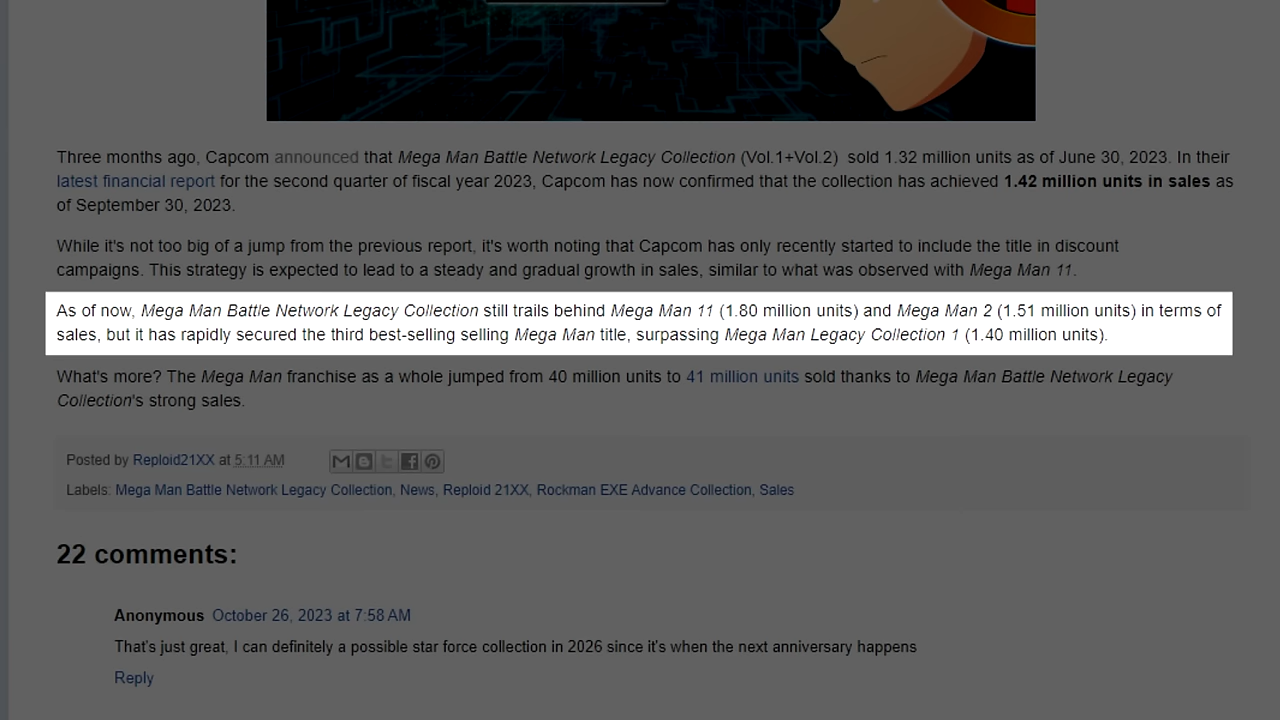 Three months ago, Capcom announced that Mega Man Battle Network Legacy Collection (Vol.1+Vol.2)  sold 1.32 million units as of June 30, 2023. In their
latest financial report for the second quarter of fiscal year 2023, Capcom has now confirmed that the collection has achieved 1.42 million units in sales as
of September 30, 2023.
While it's not too big of a jump from the previous report, it's worth noting that Capcom has only recently started to include the title in discount
campaigns. This strategy is expected to lead to a steady and gradual growth in sales, similar to what was observed with Mega Man 11.
As of now, Mega Man Battle Network Legacy Collection still trails behind Mega Man 11 (1.80 million units) and Mega Man 2 (1.51 million units) in terms of
sales, but it has rapidly secured the third best-selling selling Mega Man title, surpassing Mega Man Legacy Collection 1 (1.40 million units).
What's more? The Mega Man franchise as a whole jumped from 40 million units to 41 million units sold thanks to Mega Man Battle Network Legacy
Collection's strong sales.
Posted by Reploid21XX at 5:11 AM
Labels: Mega Man Battle Network Legacy Collection, News, Reploid 21XX, Rockman EXE Advance Collection, Sales
22 comments:
Anonymous October 26, 2023 at 7:58 AM
That's just great, I can definitely a possible star force collection in 2026 since it's when the next anniversary happens
Reply